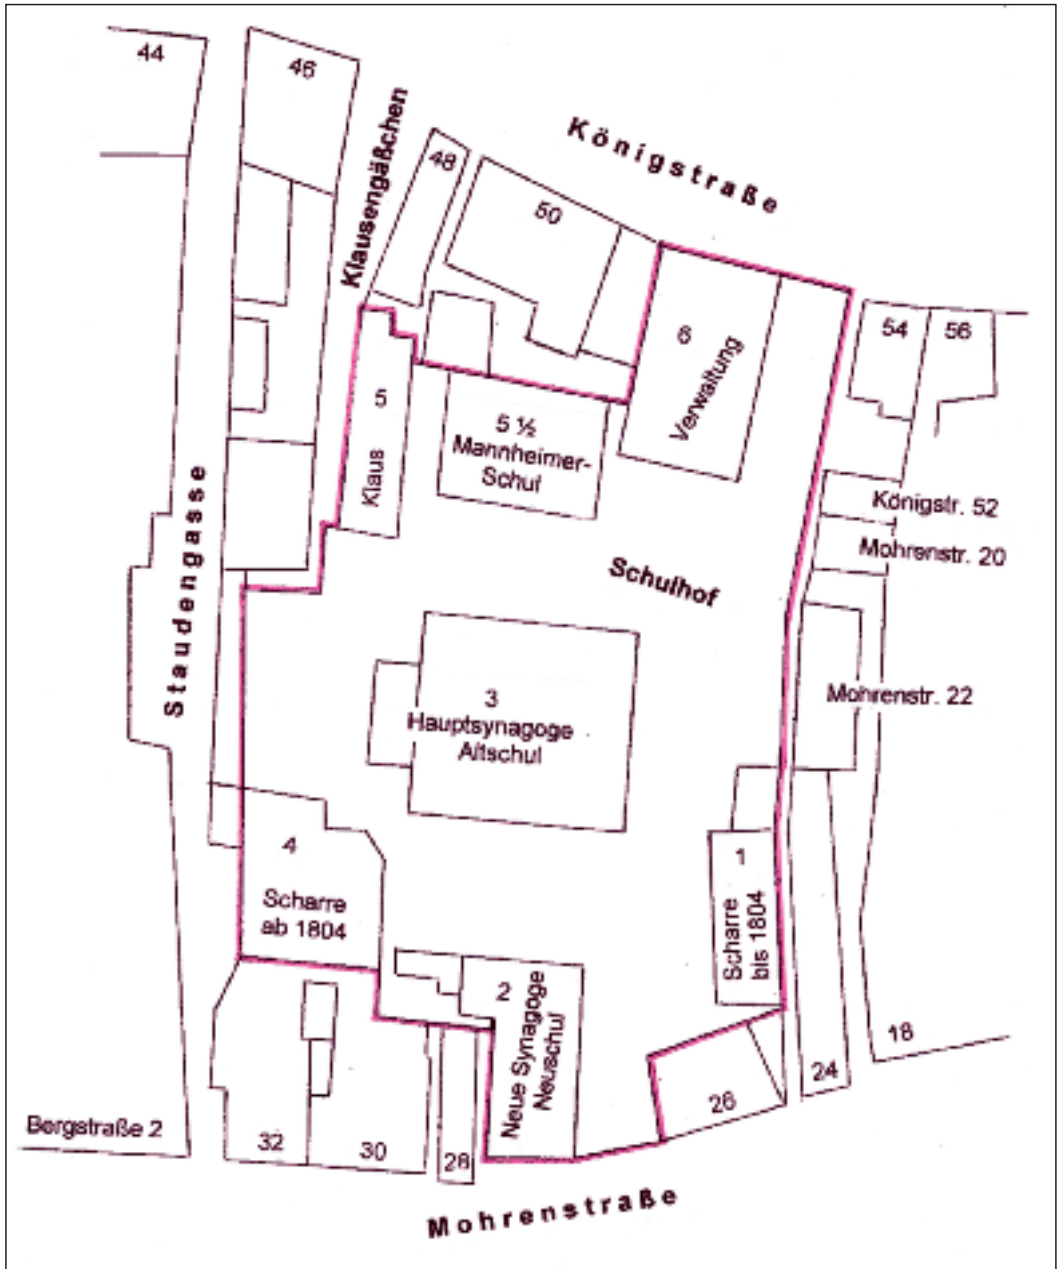 44
46
Klausengäßchen
48
Königstraße
50
6
Verwaltung
54
56
5
Klaus
5 ½
Mannheimer-
Schul
Königstr. 52
Mohrenstr. 20
Staudengasse
Schulhof
3
Hauptsynagoge
Altschul
Mohrenstr. 22
4
Scharre
ab 1804
1
Scharre
bis 1804
2
Neue Synagoge
Neuschul
18
24
26
Bergstraße 2
32
30
28
Mohrenstraße